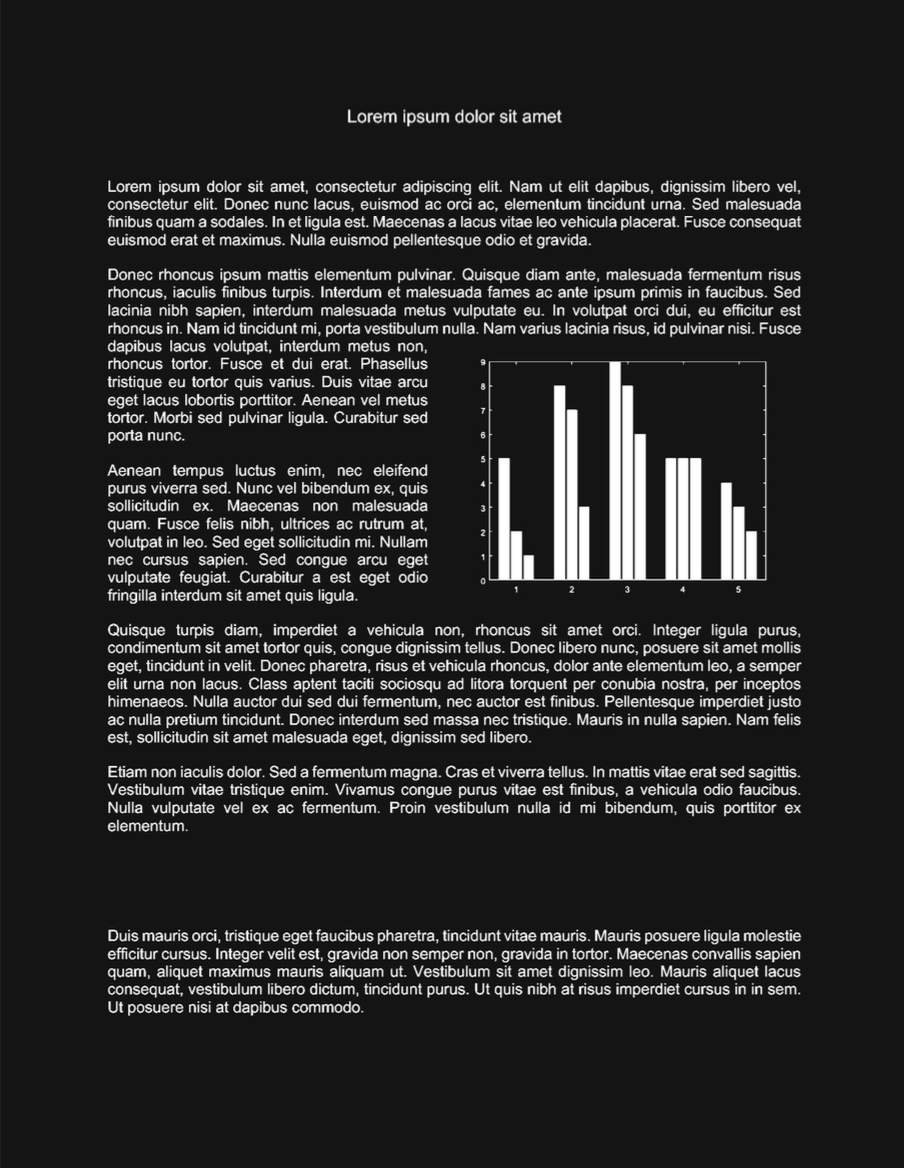 Lorem ipsum dolor sit amet
Lorem ipsum dolor sit amet, consectetur adipiscing elit. Nam ut elit dapibus, dignissim libero vel,
consectetur elit. Donec nunc lacus, euismod ac orci ac, elementum tincidunt urna. Sed malesuada
finibus quam a sodales. In et ligula est. Maecenas a lacus vitae leo vehicula placerat. Fusce consequat
euismod erat et maximus. Nulla euismod pellentesque odio et gravida.
Donec rhoncus ipsum mattis elementum pulvinar. Quisque diam ante, malesuada fermentum risus
rhoncus, iaculis finibus turpis. Interdum et malesuada fames ac ante ipsum primis in faucibus. Sed
lacinia nibh sapien, interdum malesuada metus vulputate eu. In volutpat orci dui, eu efficitur est
rhoncus in. Nam id tincidunt mi, porta vestibulum nulla. Nam varius lacinia risus, id pulvinar nisi. Fusce
dapibus lacus volutpat, interdum metus non,
rhoncus tortor. Fusce et dui erat. Phasellus
tristique eu tortor quis varius. Duis vitae arcu
eget lacus lobortis porttitor. Aenean vel metus
tortor. Morbi sed pulvinar ligula. Curabitur sed
porta nunc.
Aenean tempus luctus enim, nec eleifend
purus viverra sed. Nunc vel bibendum ex, quis
sollicitudin ex. Maecenas non malesuada
quam. Fusce felis nibh, ultrices ac rutrum at,
volutpat in leo. Sed eget sollicitudin mi. Nullam
nec cursus sapien. Sed congue arcu eget
vulputate feugiat. Curabitur a est eget odio
fringilla interdum sit amet quis ligula.
9
8
7
6
5
4
3
2
1
0
1 2 3 4 5
Quisque turpis diam, imperdiet a vehicula non, rhoncus sit amet orci. Integer ligula purus,
condimentum sit amet tortor quis, congue dignissim tellus. Donec libero nunc, posuere sit amet mollis
eget, tincidunt in velit. Donec pharetra, risus et vehicula rhoncus, dolor ante elementum leo, a semper
elit urna non lacus. Class aptent taciti sociosqu ad litora torquent per conubia nostra, per inceptos
himenaeos. Nulla auctor dui sed dui fermentum, nec auctor est finibus. Pellentesque imperdiet justo
ac nulla pretium tincidunt. Donec interdum sed massa nec tristique. Mauris in nulla sapien. Nam felis
est, sollicitudin sit amet malesuada eget, dignissim sed libero.
Etiam non iaculis dolor. Sed a fermentum magna. Cras et viverra tellus. In mattis vitae erat sed sagittis.
Vestibulum vitae tristique enim. Vivamus congue purus vitae est finibus, a vehicula odio faucibus.
Nulla vulputate vel ex ac fermentum. Proin vestibulum nulla id mi bibendum, quis porttitor ex
elementum.
Duis mauris orci, tristique eget faucibus pharetra, tincidunt vitae mauris. Mauris posuere ligula molestie
efficitur cursus. Integer velit est, gravida non semper non, gravida in tortor. Maecenas convallis sapien
quam, aliquet maximus mauris aliquam ut. Vestibulum sit amet dignissim leo. Mauris aliquet lacus
consequat, vestibulum libero dictum, tincidunt purus. Ut quis nibh at risus imperdiet cursus in in sem.
Ut posuere nisi at dapibus commodo.